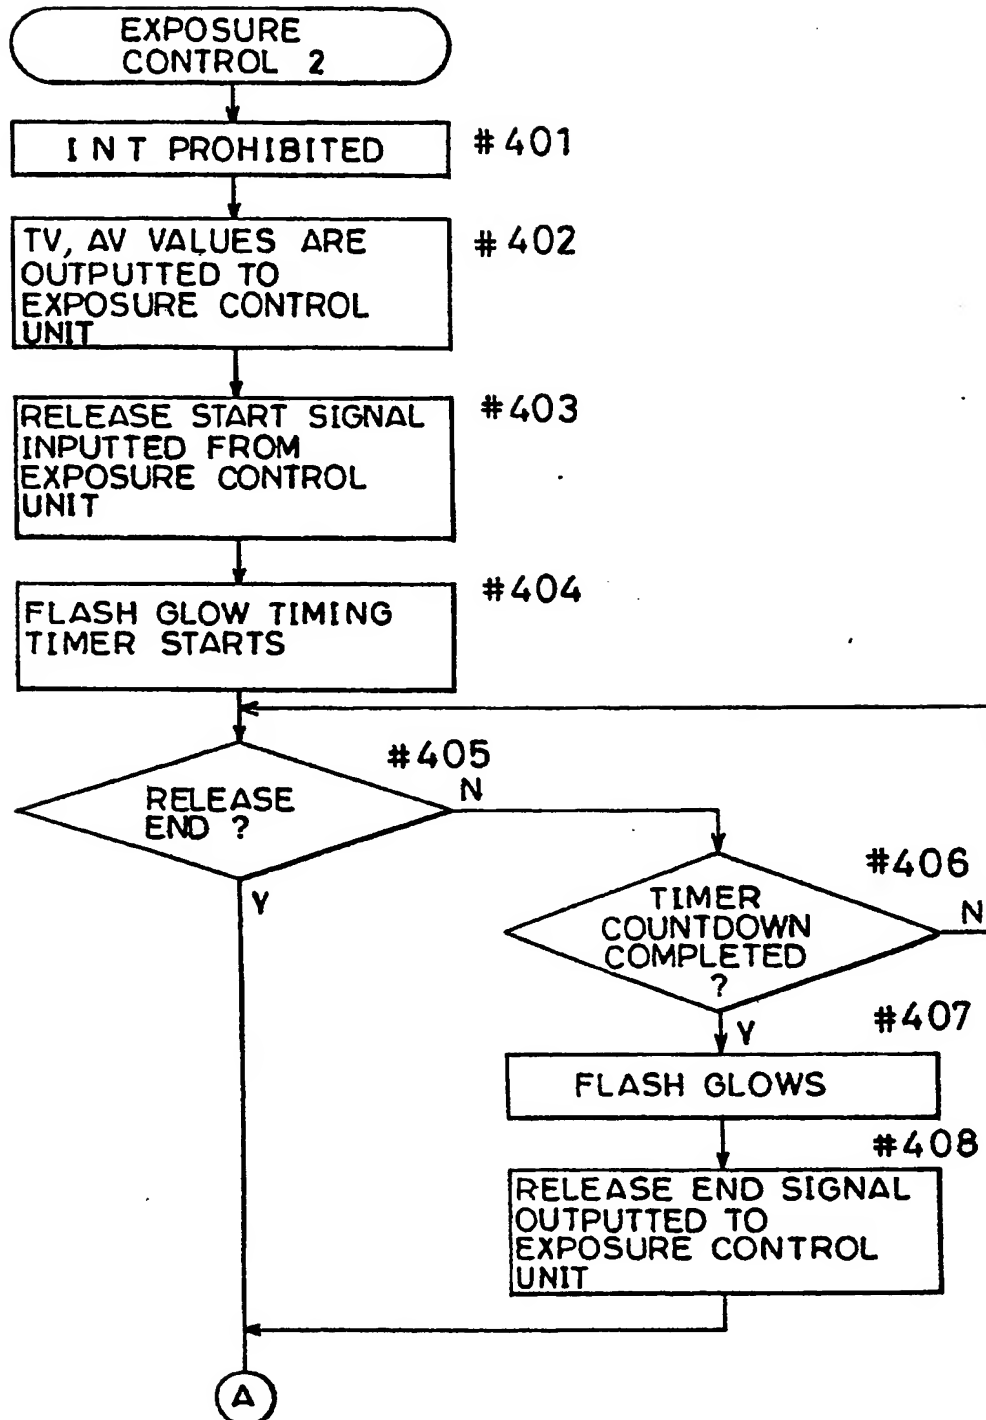 EXPOSURE
CONTROL 2
INT PROHIBITED
#401
TV, AV VALUES ARE
OUTPUTTED TO
EXPOSURE CONTROL
UNIT
#402
RELEASE START SIGNAL
INPUTTED FROM
EXPOSURE CONTROL
UNIT
#403
FLASH GLOW TIMING
TIMER STARTS
#404
#405
RELEASE
END ?
N
Y
#406
TIMER
COUNTDOWN
COMPLETED
?
N
Y
#407
FLASH GLOWS
#408
RELEASE END SIGNAL
OUTPUTTED TO
EXPOSURE CONTROL
UNIT
A